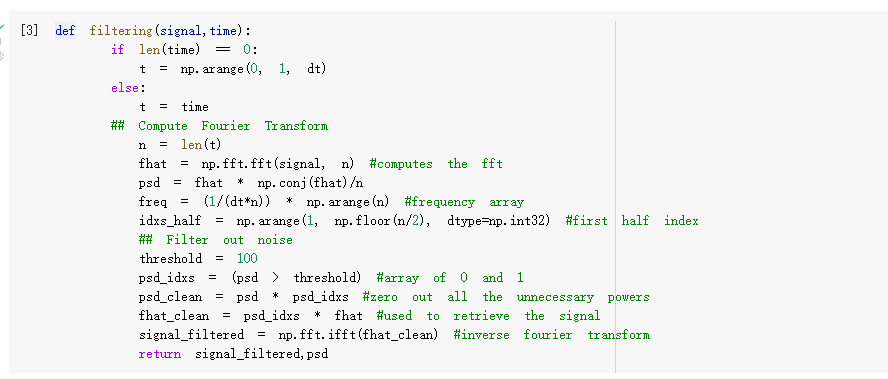 [3] def filtering(signal,time):
if len(time) == 0:
t = np.arange(0, 1, dt)
else:
t = time
## Compute Fourier Transform
n = len(t)
fhat = np.fft.fft(signal, n) #computes the fft
psd = fhat * np.conj(fhat)/n
freq = (1/(dt*n)) * np.arange(n) #frequency array
idxs_half = np.arange(1, np.floor(n/2), dtype=np.int32) #first half index
## Filter out noise
threshold = 100
psd_idxs = (psd > threshold) #array of 0 and 1
psd_clean = psd * psd_idxs #zero out all the unnecessary powers
fhat_clean = psd_idxs * fhat #used to retrieve the signal
signal_filtered = np.fft.ifft(fhat_clean) #inverse fourier transform
return signal_filtered,psd